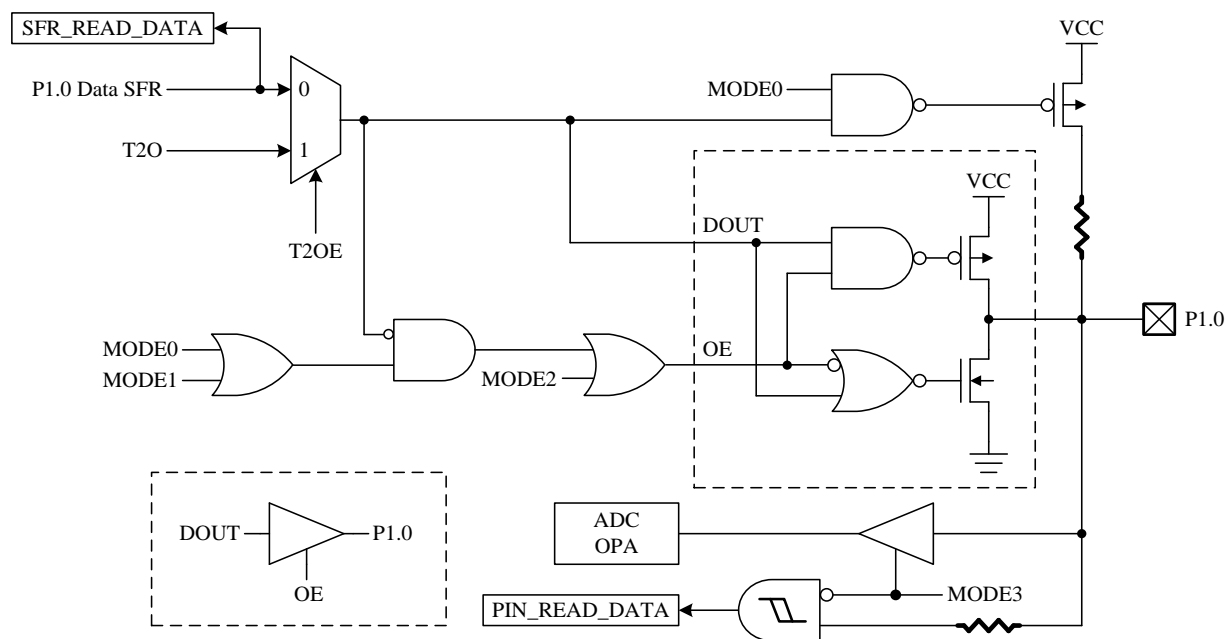 SFR_READ_DATA
VCC
P1.0 Data SFR
0
MODE0
T2O
1
VCC
DOUT
T2OE
P1.0
MODE0
OE
MODE1
MODE2
ADC
OPA
DOUT
P1.0
OE
MODE3
PIN_READ_DATA